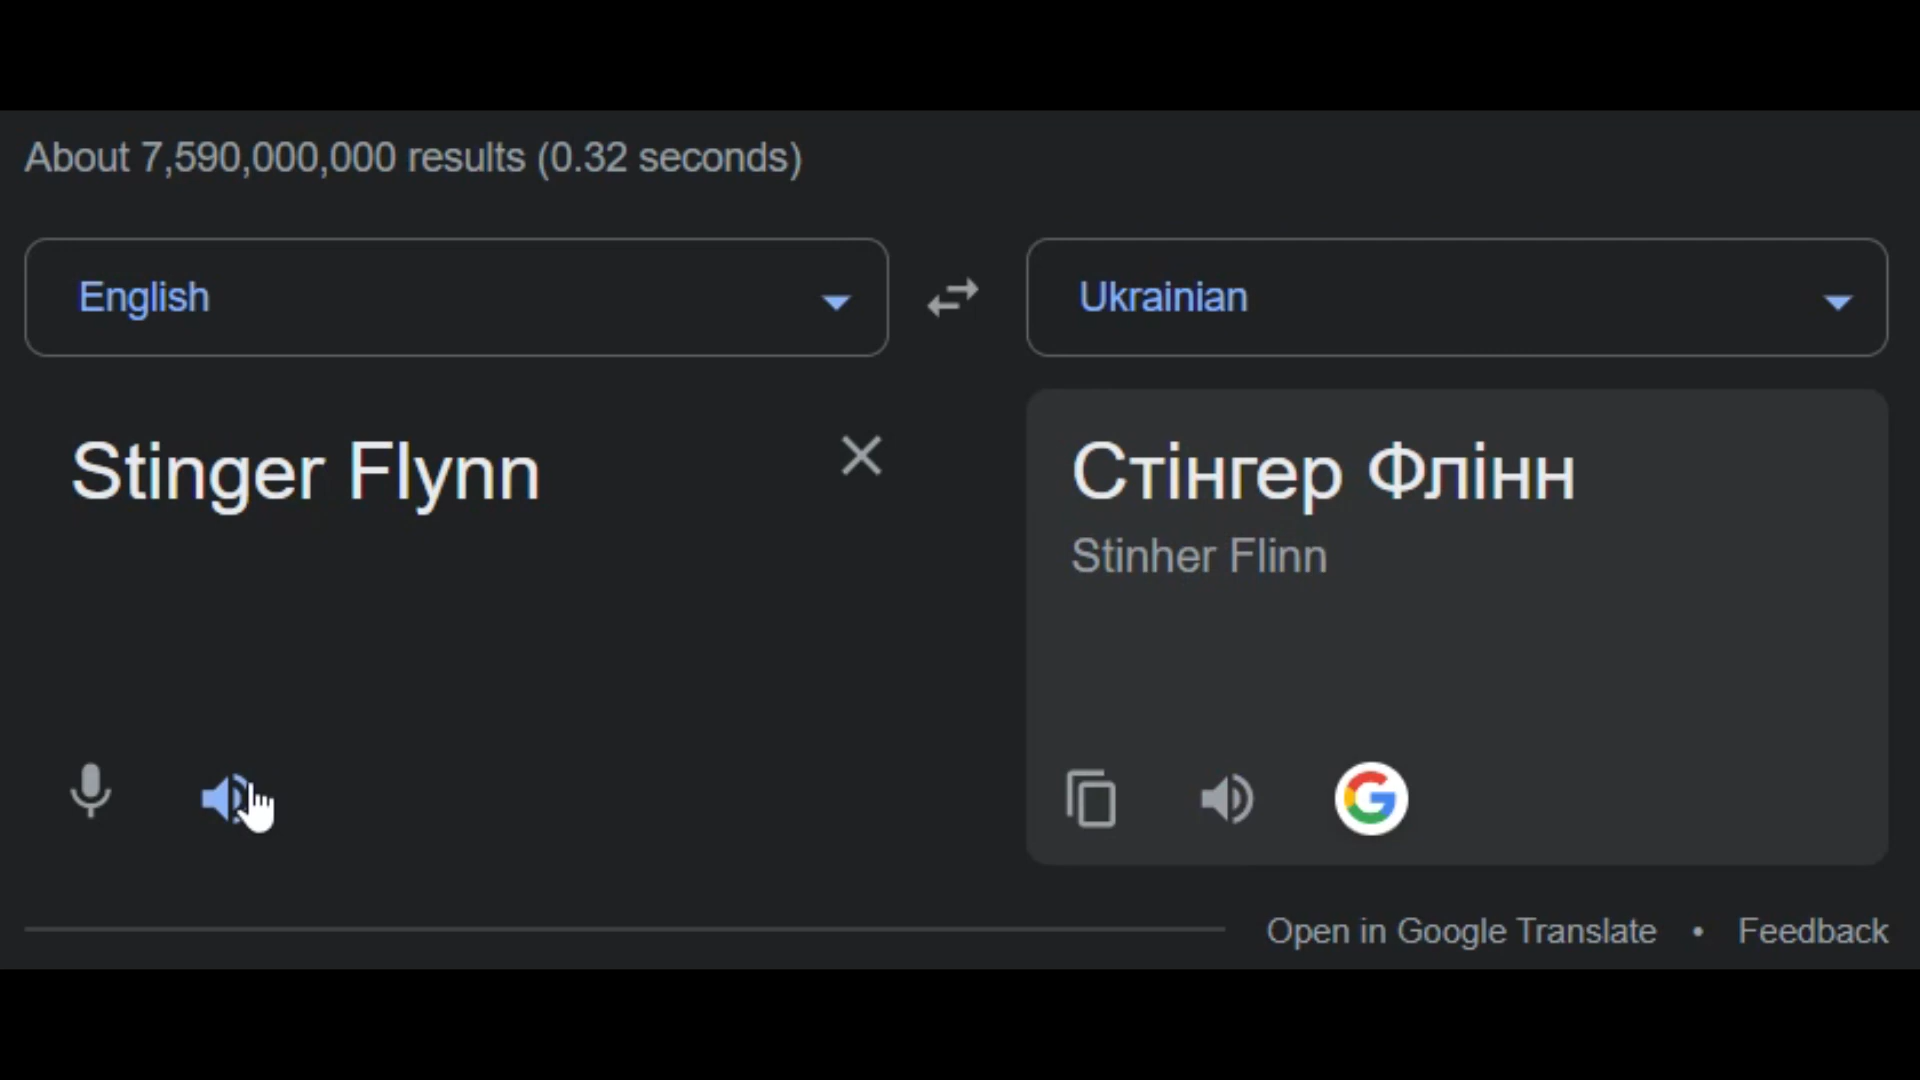 About 7,590,000,000 results (0.32 seconds)
English
Ukrainian
Stinger Flynn
Стінгер Флінн
Stinher Flinn
Open in Google Translate • Feedback